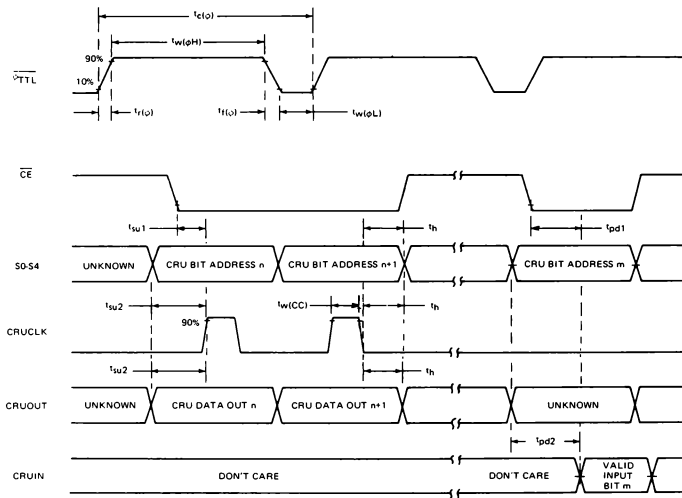 tc(φ)
tw(φH)
90%
φTTL
10%
tr(φ)
tf(φ)
tw(φL)
CE
tsu1
th
tpd1
S0-S4
UNKNOWN
CRU BIT ADDRESS n
CRU BIT ADDRESS n+1
CRU BIT ADDRESS m
tsu2
tw(CC)
th
90%
CRUCLK
tsu2
th
CRUOUT
UNKNOWN
CRU DATA OUT n
CRU DATA OUT n+1
UNKNOWN
tpd2
CRUIN
DON'T CARE
DON'T CARE
VALID
INPUT
BIT m